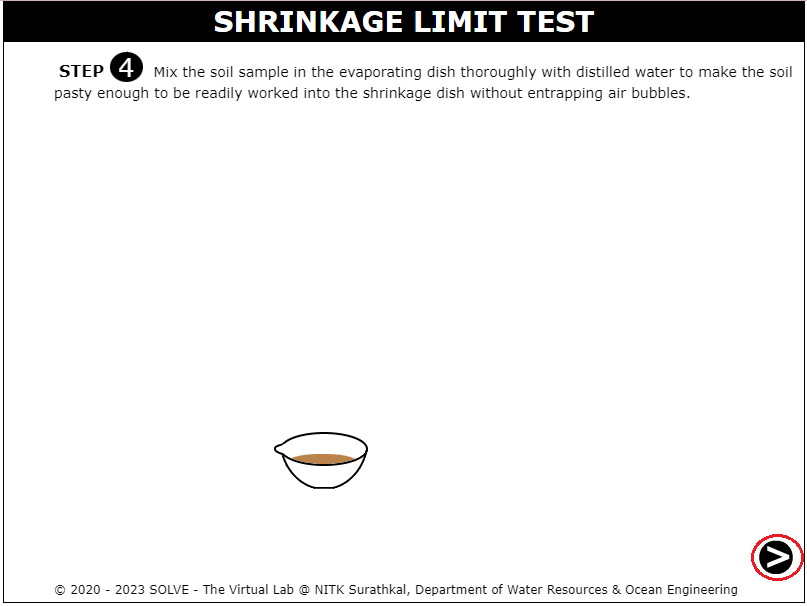 SHRINKAGE LIMIT TEST
STEP 4 Mix the soil sample in the evaporating dish thoroughly with distilled water to make the soil
pasty enough to be readily worked into the shrinkage dish without entrapping air bubbles.
>
© 2020 - 2023 SOLVE - The Virtual Lab @ NITK Surathkal, Department of Water Resources & Ocean Engineering